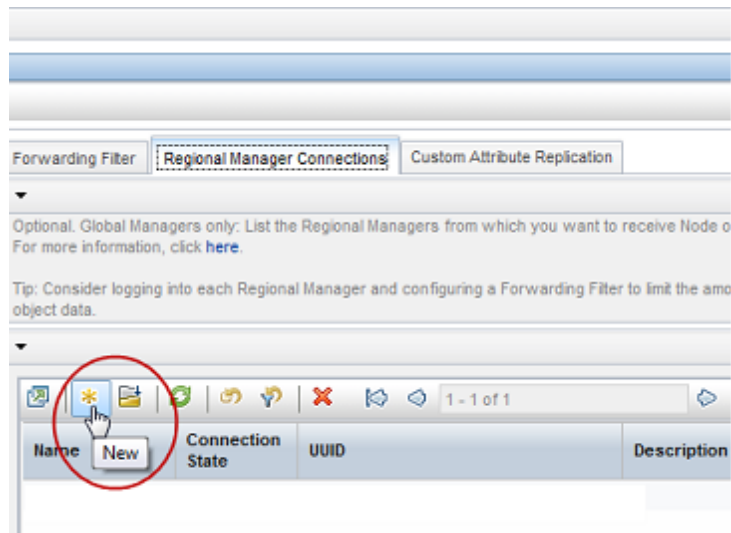 Forwarding Filter
Regional Manager Connections
Custom Attribute Replication
Optional. Global Managers only: List the Regional Managers from which you want to receive Node o
For more information, click here.
Tip: Consider logging into each Regional Manager and configuring a Forwarding Filter to limit the amo
object data.
1 - 1 of 1
Name
New
Connection
State
UUID
Description